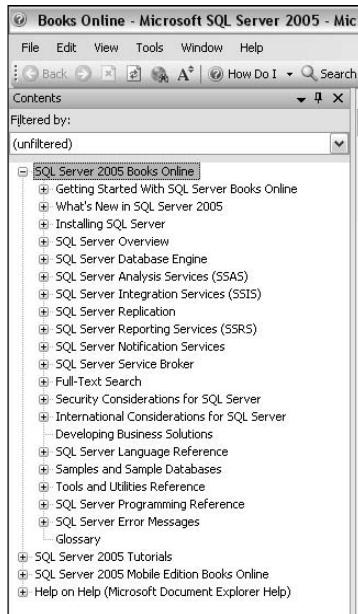 Books Online - Microsoft SQL Server 2005 - Mic
File Edit View Tools Window Help
Back How Do I Search
Contents
Filtered by:
(unfiltered)
SQL Server 2005 Books Online
Getting Started With SQL Server Books Online
What's New in SQL Server 2005
Installing SQL Server
SQL Server Overview
SQL Server Database Engine
SQL Server Analysis Services (SSAS)
SQL Server Integration Services (SSIS)
SQL Server Replication
SQL Server Reporting Services (SSRS)
SQL Server Notification Services
SQL Server Service Broker
Full-Text Search
Security Considerations for SQL Server
International Considerations for SQL Server
Developing Business Solutions
SQL Server Language Reference
Samples and Sample Databases
Tools and Utilities Reference
SQL Server Programming Reference
SQL Server Error Messages
Glossary
SQL Server 2005 Tutorials
SQL Server 2005 Mobile Edition Books Online
Help on Help (Microsoft Document Explorer Help)